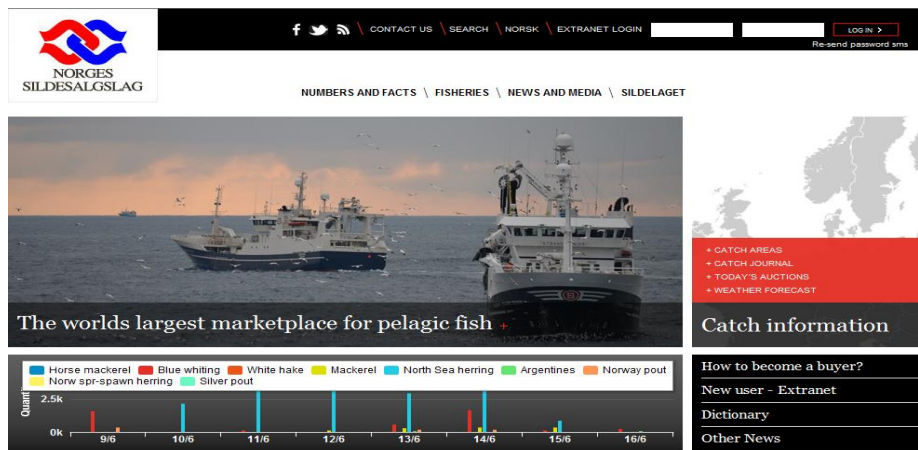 CONTACT US \ SEARCH \ NORSK \ EXTRANET LOGIN LOG IN >
Re-send password sms
NORGES
SILDESALGSLAG
NUMBERS AND FACTS \ FISHERIES \ NEWS AND MEDIA \ SILDELAGET
+ CATCH AREAS
+ CATCH JOURNAL
+ TODAY'S AUCTIONS
+ WEATHER FORECAST
The worlds largest marketplace for pelagic fish +
Catch information
Horse mackerel Blue whiting White hake Mackerel North Sea herring Argentines Norway pout
Norw spr-spawn herring Silver pout
2.5k
0k
9/6 10/6 11/6 12/6 13/6 14/6 15/6 16/6
How to become a buyer?
New user - Extranet
Dictionary
Other News